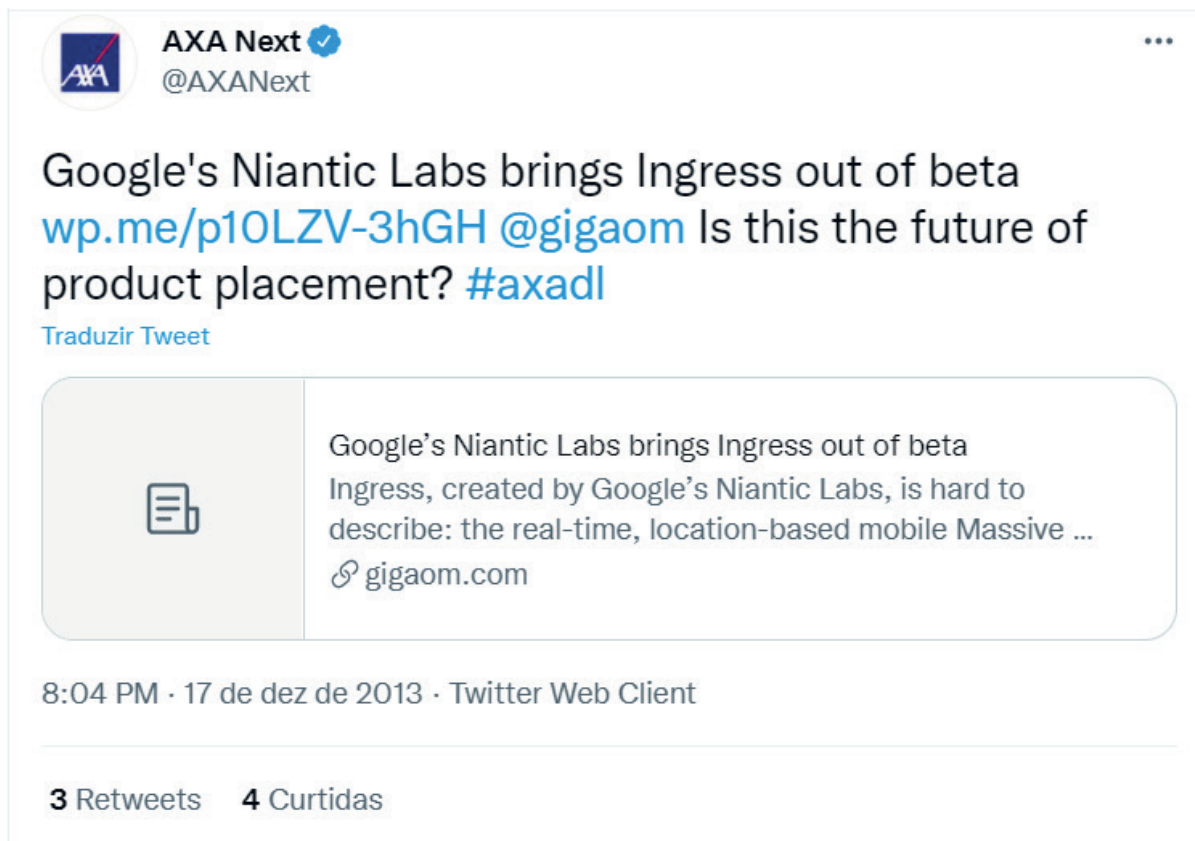 AXA
AXA Next
@AXANext
Google's Niantic Labs brings Ingress out of beta
wp.me/p10LZV-3hGH @gigaom Is this the future of
product placement? #axadl
Traduzir Tweet
Google’s Niantic Labs brings Ingress out of beta
Ingress, created by Google’s Niantic Labs, is hard to
describe: the real-time, location-based mobile Massive ...
gigaom.com
8:04 PM · 17 de dez de 2013 · Twitter Web Client
3 Retweets 4 Curtidas